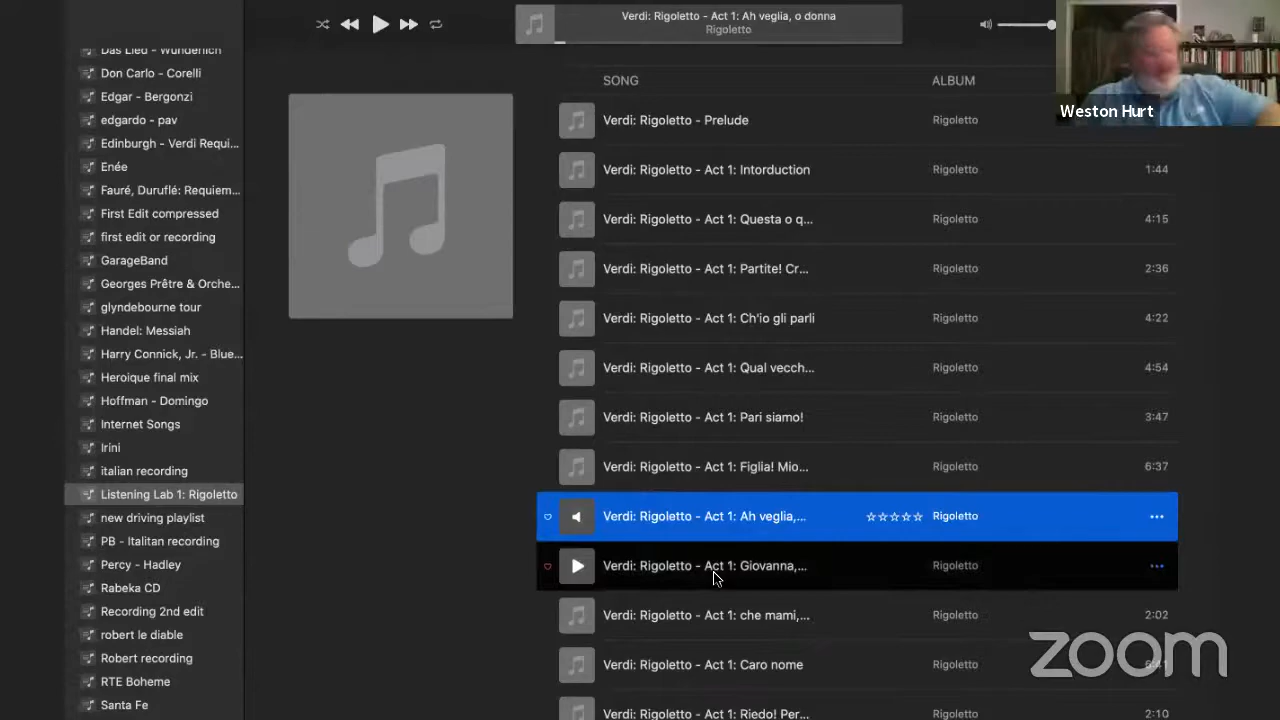 Verdi: Rigoletto - Act 1: Ah veglia, o donna
Rigoletto
Weston Hurt
Das Lied - Wunderlich
Don Carlo - Corelli
Edgar - Bergonzi
edgardo - pav
Edinburgh - Verdi Requi...
Enée
Fauré, Duruflé: Requiem...
First Edit compressed
first edit or recording
GarageBand
Georges Prêtre & Orche...
glyndebourne tour
Handel: Messiah
Harry Connick, Jr. - Blue...
Heroique final mix
Hoffman - Domingo
Internet Songs
Irini
italian recording
Listening Lab 1: Rigoletto
new driving playlist
PB - Italitan recording
Percy - Hadley
Rabeka CD
Recording 2nd edit
robert le diable
Robert recording
RTE Boheme
Santa Fe
SONG ALBUM
Verdi: Rigoletto - Prelude Rigoletto
Verdi: Rigoletto - Act 1: Intorduction Rigoletto 1:44
Verdi: Rigoletto - Act 1: Questa o q... Rigoletto 4:15
Verdi: Rigoletto - Act 1: Partite! Cr... Rigoletto 2:36
Verdi: Rigoletto - Act 1: Ch'io gli parli Rigoletto 4:22
Verdi: Rigoletto - Act 1: Qual vecch... Rigoletto 4:54
Verdi: Rigoletto - Act 1: Pari siamo! Rigoletto 3:47
Verdi: Rigoletto - Act 1: Figlia! Mio... Rigoletto 6:37
Verdi: Rigoletto - Act 1: Ah veglia,... Rigoletto
Verdi: Rigoletto - Act 1: Giovanna,... Rigoletto
Verdi: Rigoletto - Act 1: che mami,... Rigoletto 2:02
Verdi: Rigoletto - Act 1: Caro nome Rigoletto 6:41
Verdi: Rigoletto - Act 1: Riedo! Per... Rigoletto 2:10
zoom